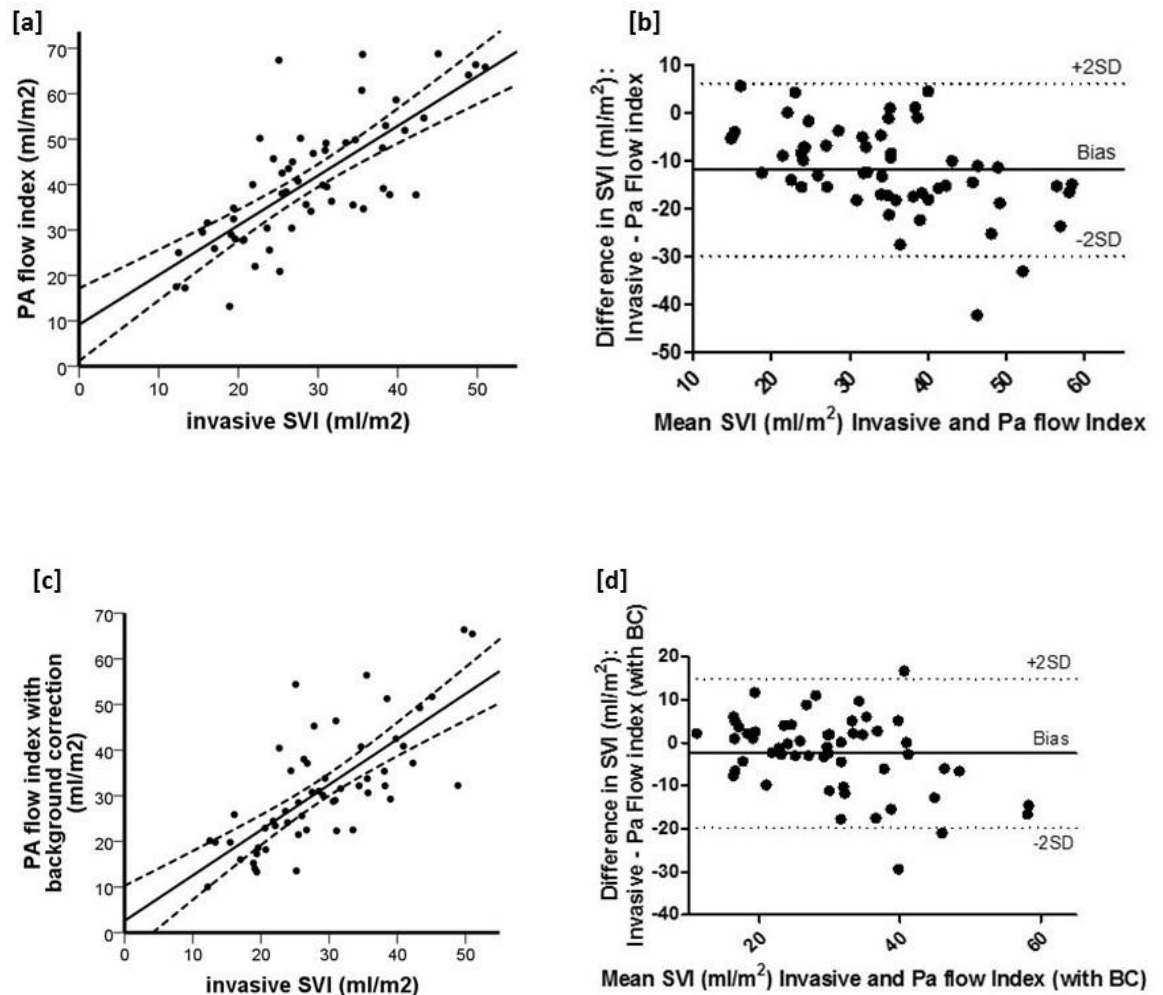 [a]
PA flow index (ml/m2)
70
60
50
40
30
20
10
0
0 10 20 30 40 50
invasive SVI (ml/m2)
[b]
Difference in SVI (ml/m²):
Invasive - Pa Flow index
10
0
-10
-20
-30
-40
-50
+2SD
Bias
-2SD
10 20 30 40 50 60
Mean SVI (ml/m²) Invasive and Pa flow Index
[c]
PA flow index with
background correction
(ml/m2)
70
60
50
40
30
20
10
0
0 10 20 30 40 50
invasive SVI (ml/m2)
[d]
Difference in SVI (ml/m²):
Invasive - Pa Flow index (with BC)
20
10
0
-10
-20
-30
-40
+2SD
Bias
-2SD
20 40 60
Mean SVI (ml/m²) Invasive and Pa flow Index (with BC)